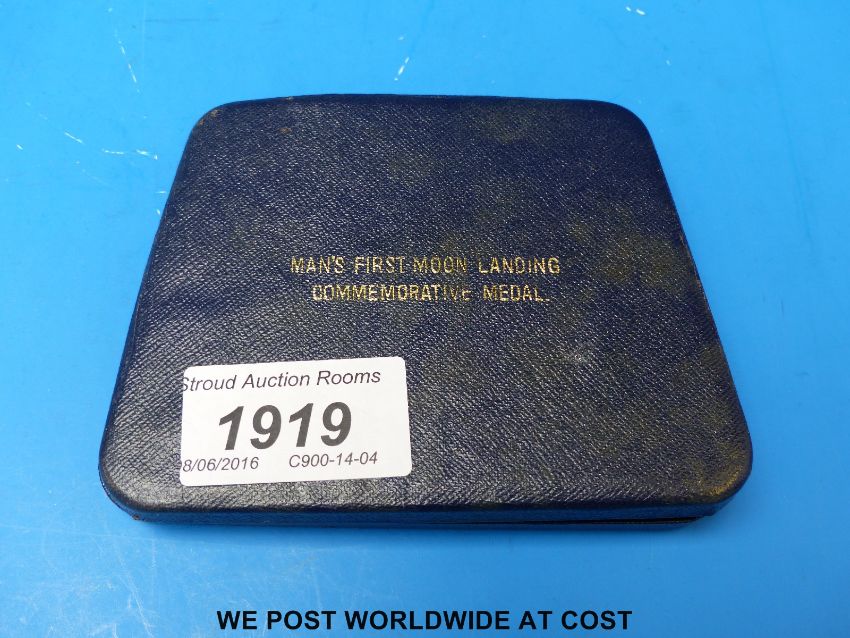 MAN'S FIRST MOON LANDING
COMMEMORATIVE MEDAL.
Stroud Auction Rooms
1919
8/06/2016 C900-14-04
WE POST WORLDWIDE AT COST